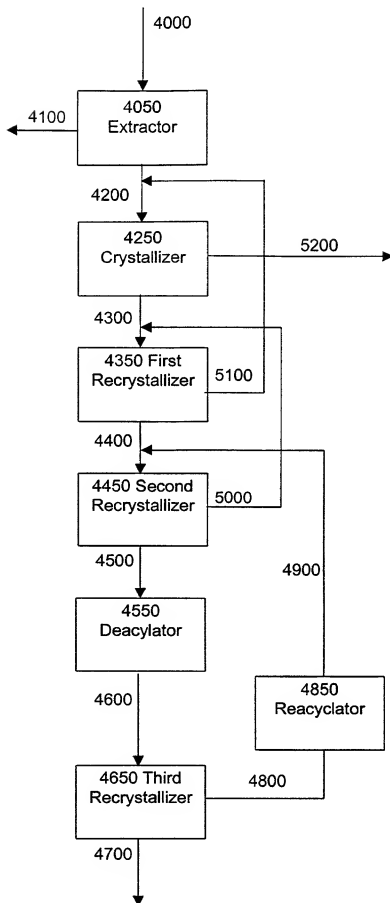 4000
4050
Extractor
4100
4200
4250
Crystallizer
5200
4300
4350 First
Recrystallizer
5100
4400
4450 Second
Recrystallizer
5000
4500
4900
4550
Deacylator
4850
Reacyclator
4600
4650 Third
Recrystallizer
4800
4700